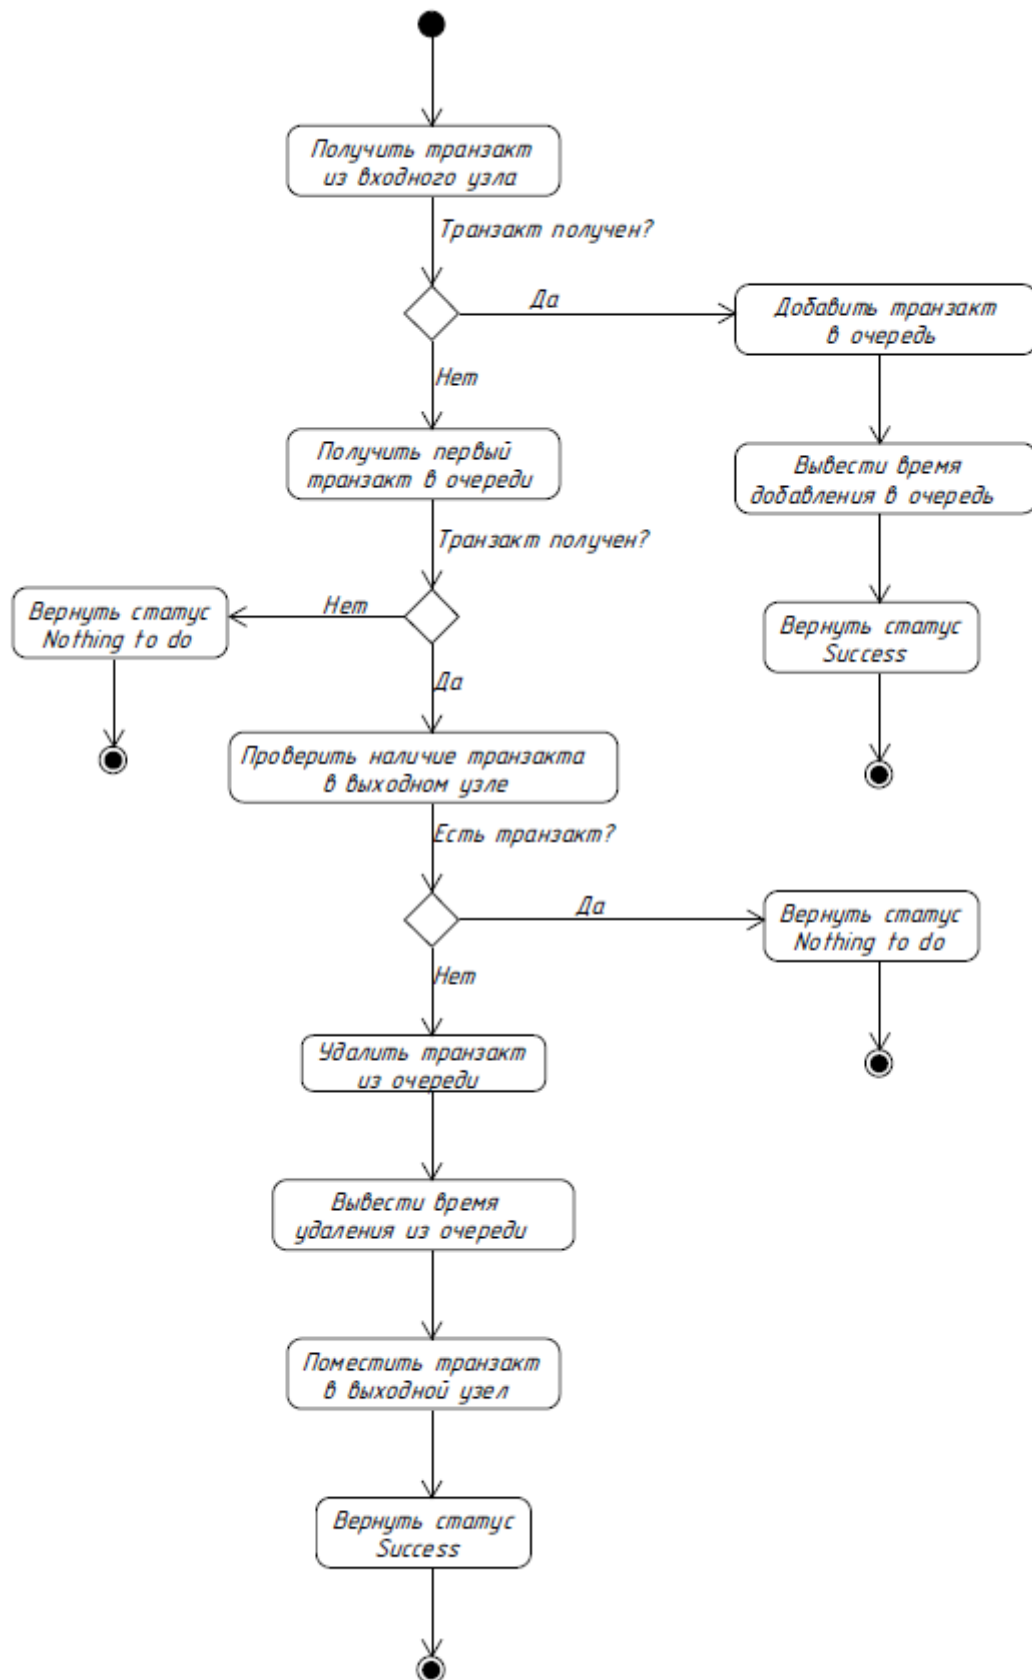 Получить транзакт
из входного узла
Транзакт получен?
Да
Добавить транзакт
в очередь
Нет
Получить первый
транзакт в очереди
Вывести время
добавления в очередь
Транзакт получен?
Нет
Вернуть статус
Nothing to do
Вернуть статус
Success
Да
Проверить наличие транзакта
в выходном узле
Есть транзакт?
Да
Вернуть статус
Nothing to do
Нет
Удалить транзакт
из очереди
Вывести время
удаления из очереди
Поместить транзакт
в выходной узел
Вернуть статус
Success